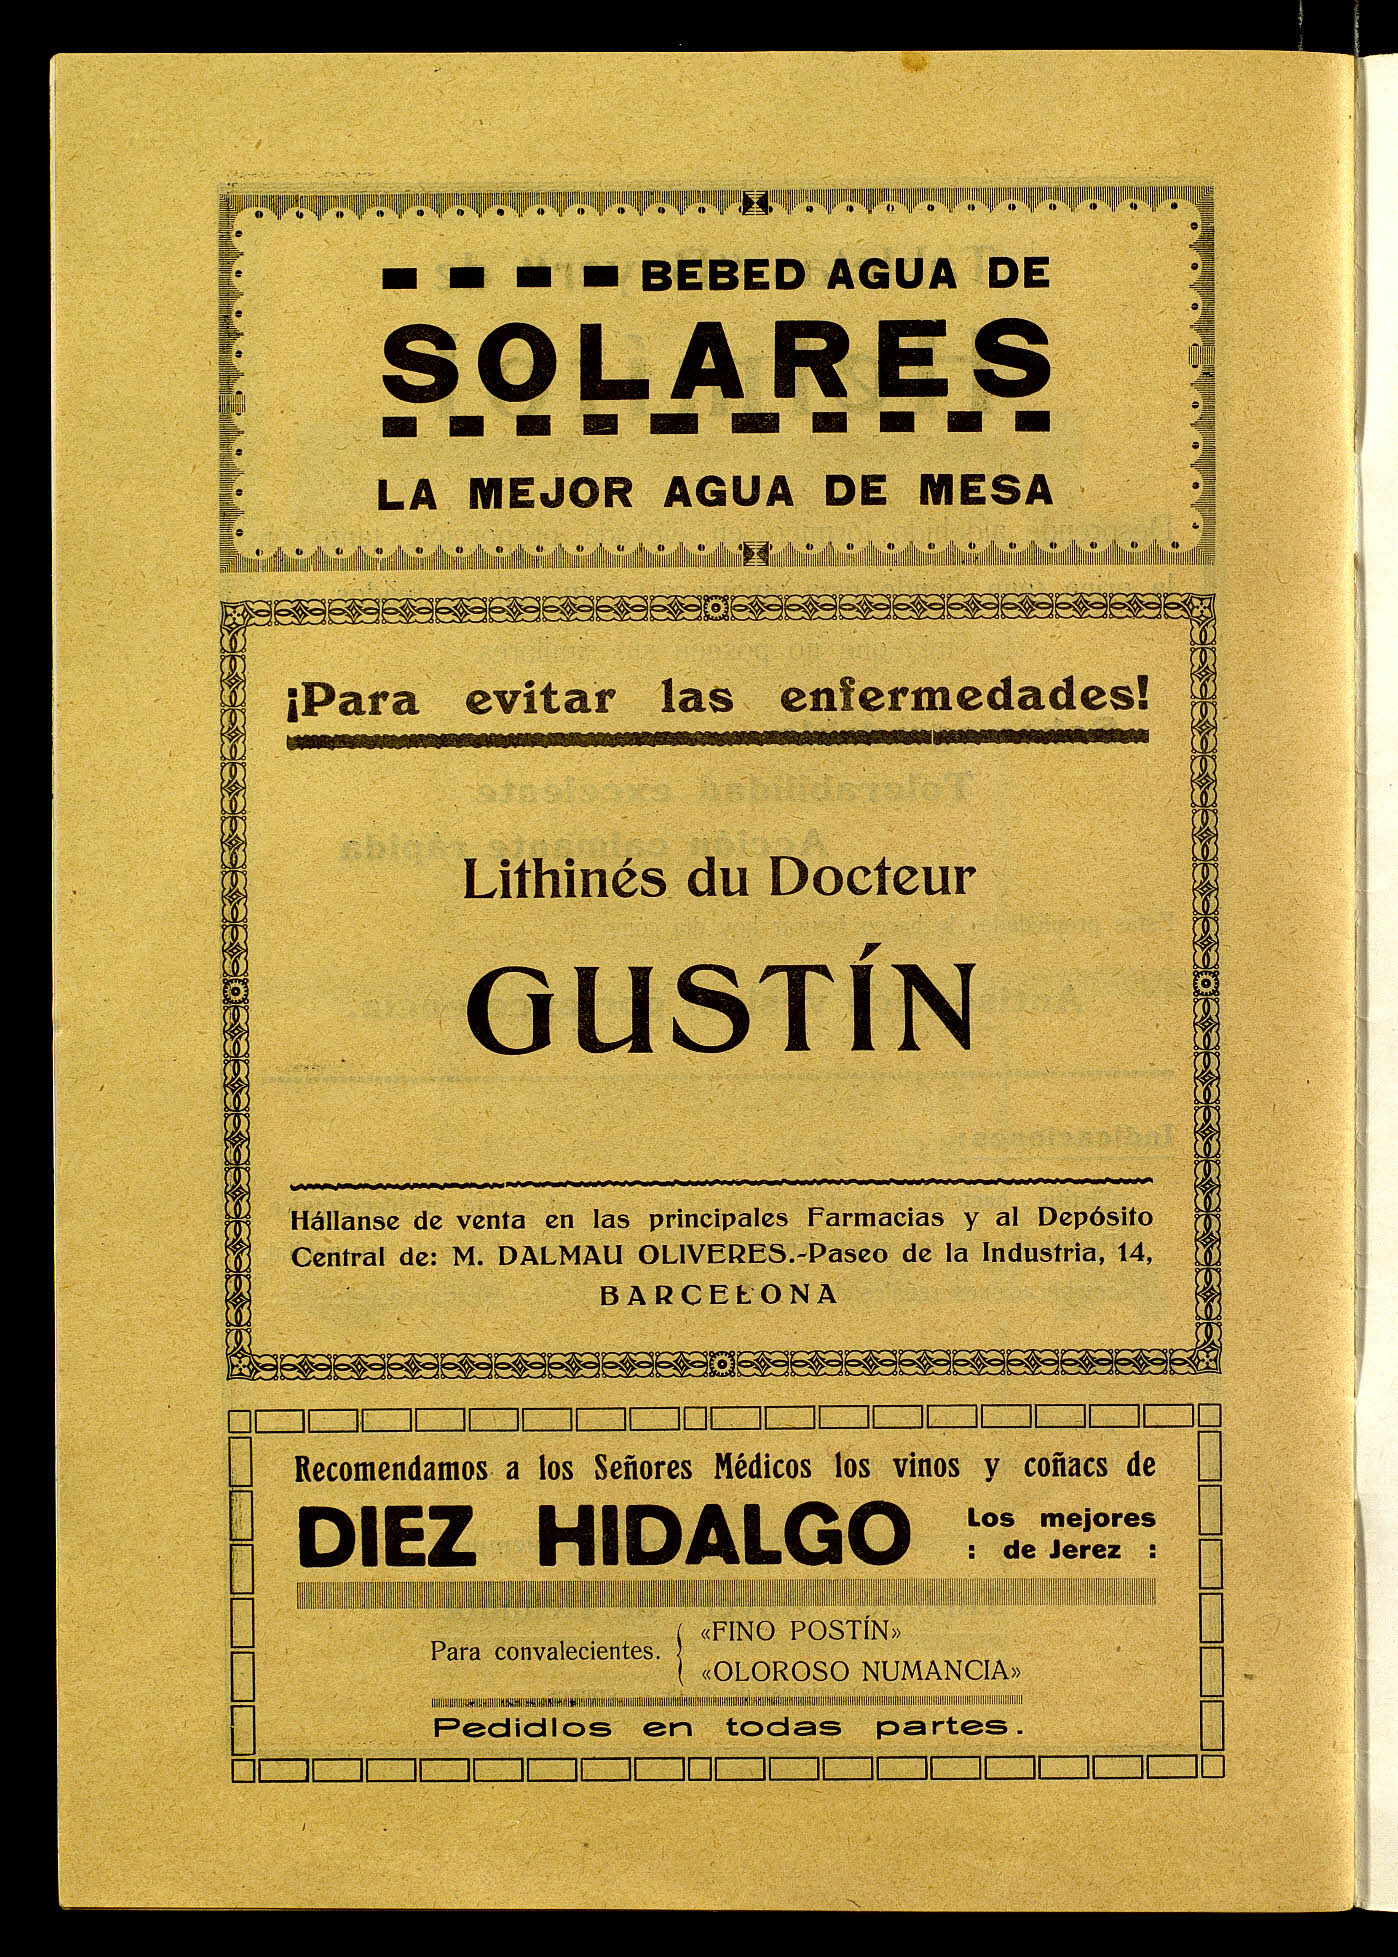 BEBED AGUA DE
SOLARES
LA MEJOR AGUA DE MESA
¡Para evitar las enfermedades!
Lithinés du Docteur
GUSTÍN
Hállanse de venta en las principales Farmacias y al Depósito
Central de: M. DALMAU OLIVERES.-Paseo de la Industria, 14,
BARCELONA
Recomendamos a los Señores Médicos los vinos y coñacs de
DIEZ HIDALGO
Los mejores
: de Jerez :
Para convalecientes.
«FINO POSTÍN»
«OLOROSO NUMANCIA»
Pedidlos en todas partes.